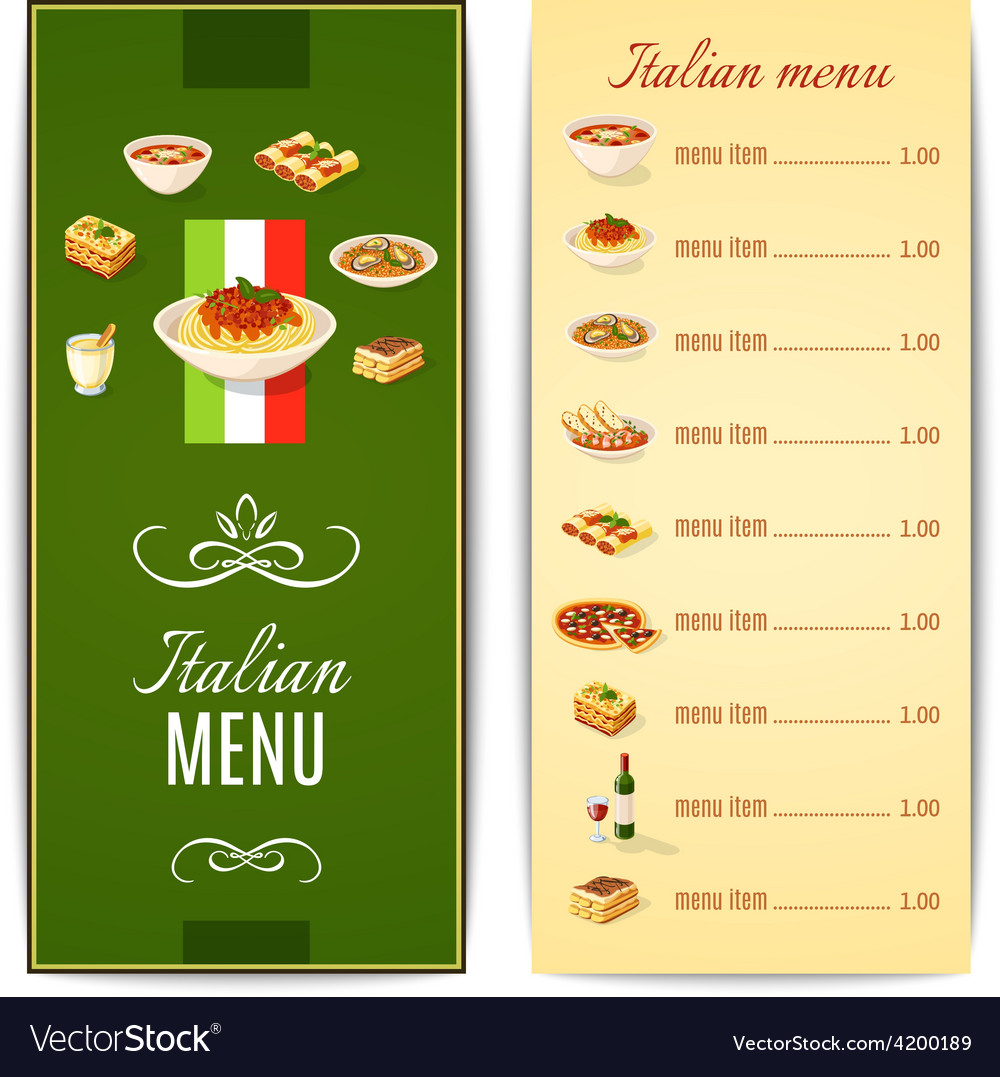 Italian
MENU
Italian menu
menu item ........................ 1.00
menu item ........................ 1.00
menu item ........................ 1.00
menu item ........................ 1.00
menu item ........................ 1.00
menu item ........................ 1.00
menu item ........................ 1.00
menu item ........................ 1.00
menu item ........................ 1.00
VectorStock®
VectorStock.com/4200189